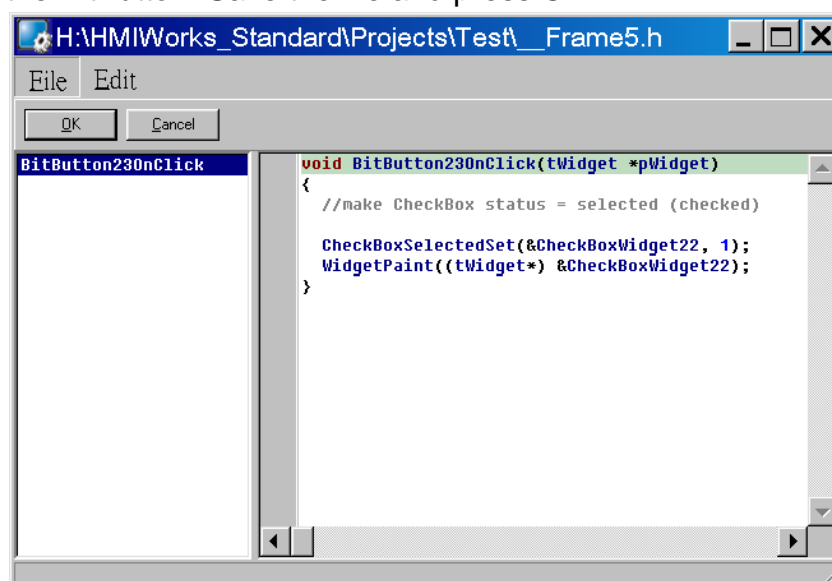 H:\HMIWorks_Standard\Projects\Test\__Frame5.h
File Edit
OK Cancel
BitButton23OnClick
void BitButton23OnClick(tWidget *pWidget)
{
//make CheckBox status = selected (checked)
CheckBoxSelectedSet(&CheckBoxWidget22, 1);
WidgetPaint((tWidget*) &CheckBoxWidget22);
}